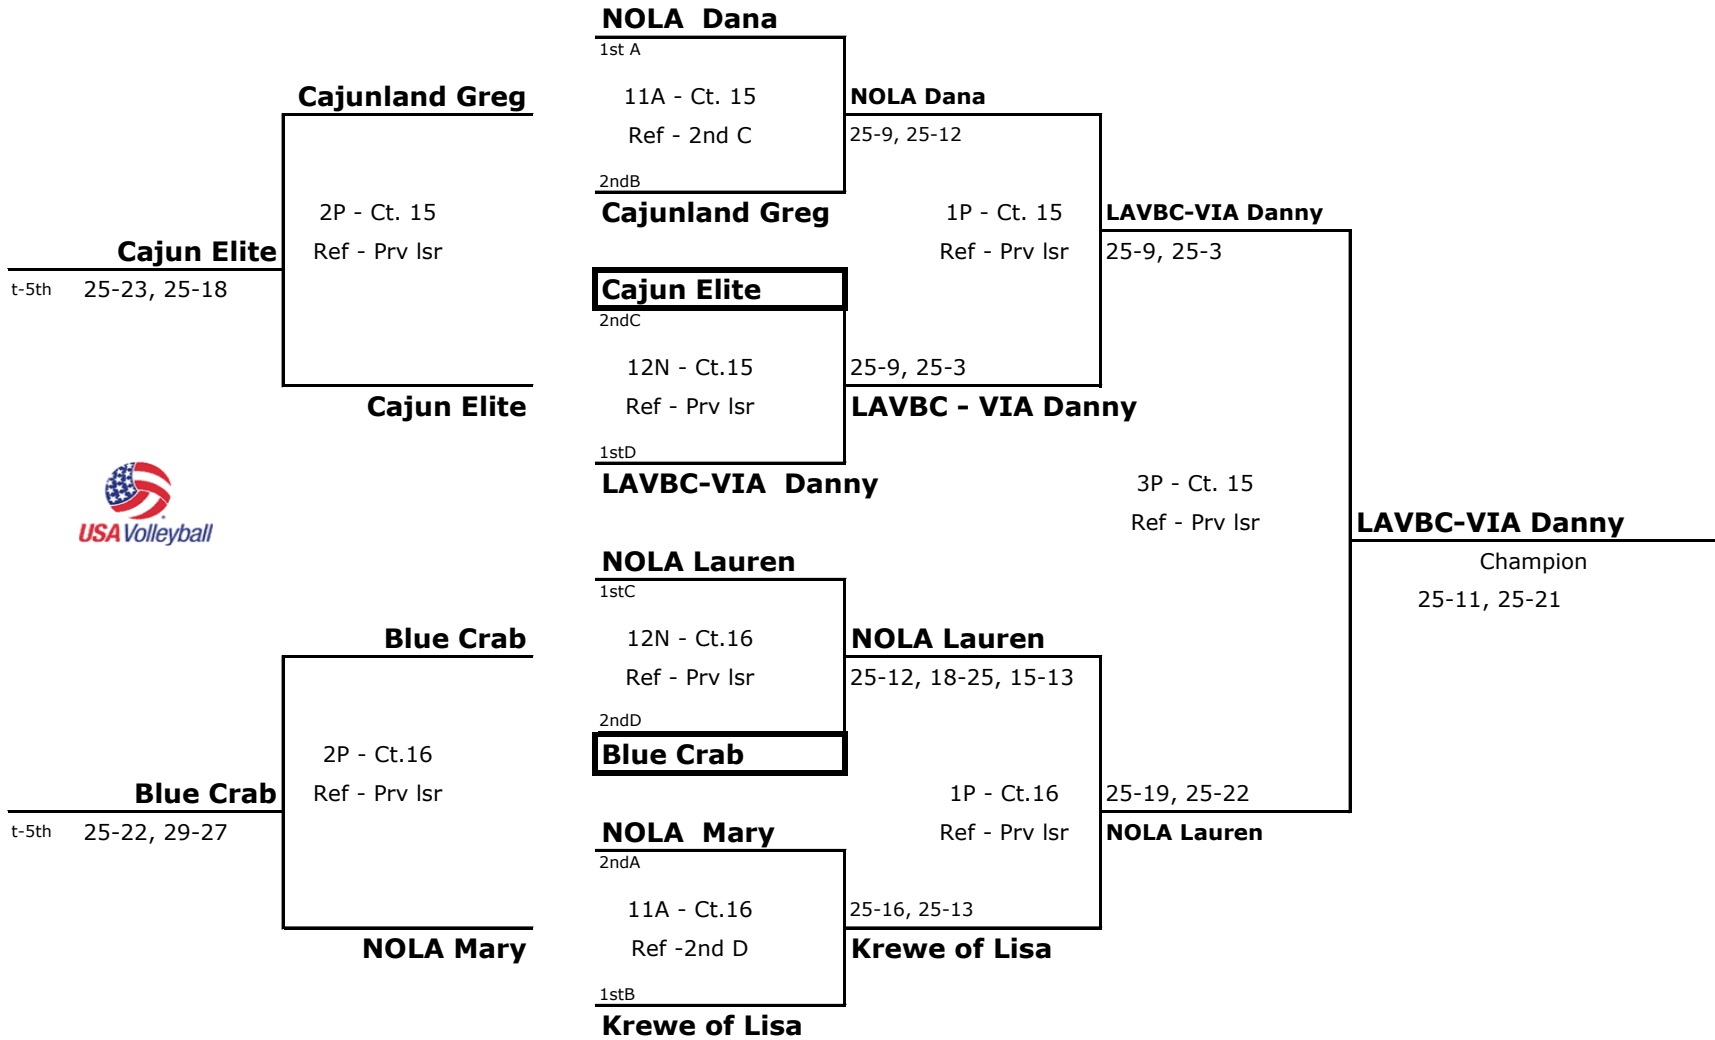 NOLA  Dana
1st A
Cajunland Greg
11A - Ct. 15
NOLA Dana
Ref - 2nd C
25-9, 25-12
2ndB
2P - Ct. 15
Cajunland Greg
1P - Ct. 15
LAVBC-VIA Danny
Cajun Elite
Ref - Prv lsr
Ref - Prv lsr
25-9, 25-3
t-5th
25-23, 25-18
Cajun Elite
2ndC
12N - Ct.15
25-9, 25-3
Cajun Elite
Ref - Prv lsr
LAVBC - VIA Danny
1stD
LAVBC-VIA  Danny
3P - Ct. 15
USA Volleyball
Ref - Prv lsr
LAVBC-VIA Danny
NOLA Lauren
Champion
1stC
25-11, 25-21
Blue Crab
12N - Ct.16
NOLA Lauren
Ref - Prv lsr
25-12, 18-25, 15-13
2ndD
2P - Ct.16
Blue Crab
Blue Crab
Ref - Prv lsr
1P - Ct.16
25-19, 25-22
t-5th
25-22, 29-27
NOLA  Mary
Ref - Prv lsr
NOLA Lauren
2ndA
11A - Ct.16
25-16, 25-13
NOLA Mary
Ref -2nd D
Krewe of Lisa
1stB
Krewe of Lisa